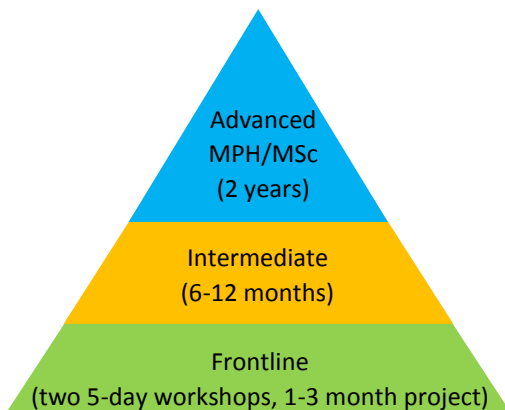 Advanced
MPH/MSc
(2 years)
Intermediate
(6-12 months)
Frontline
(two 5-day workshops, 1-3 month project)